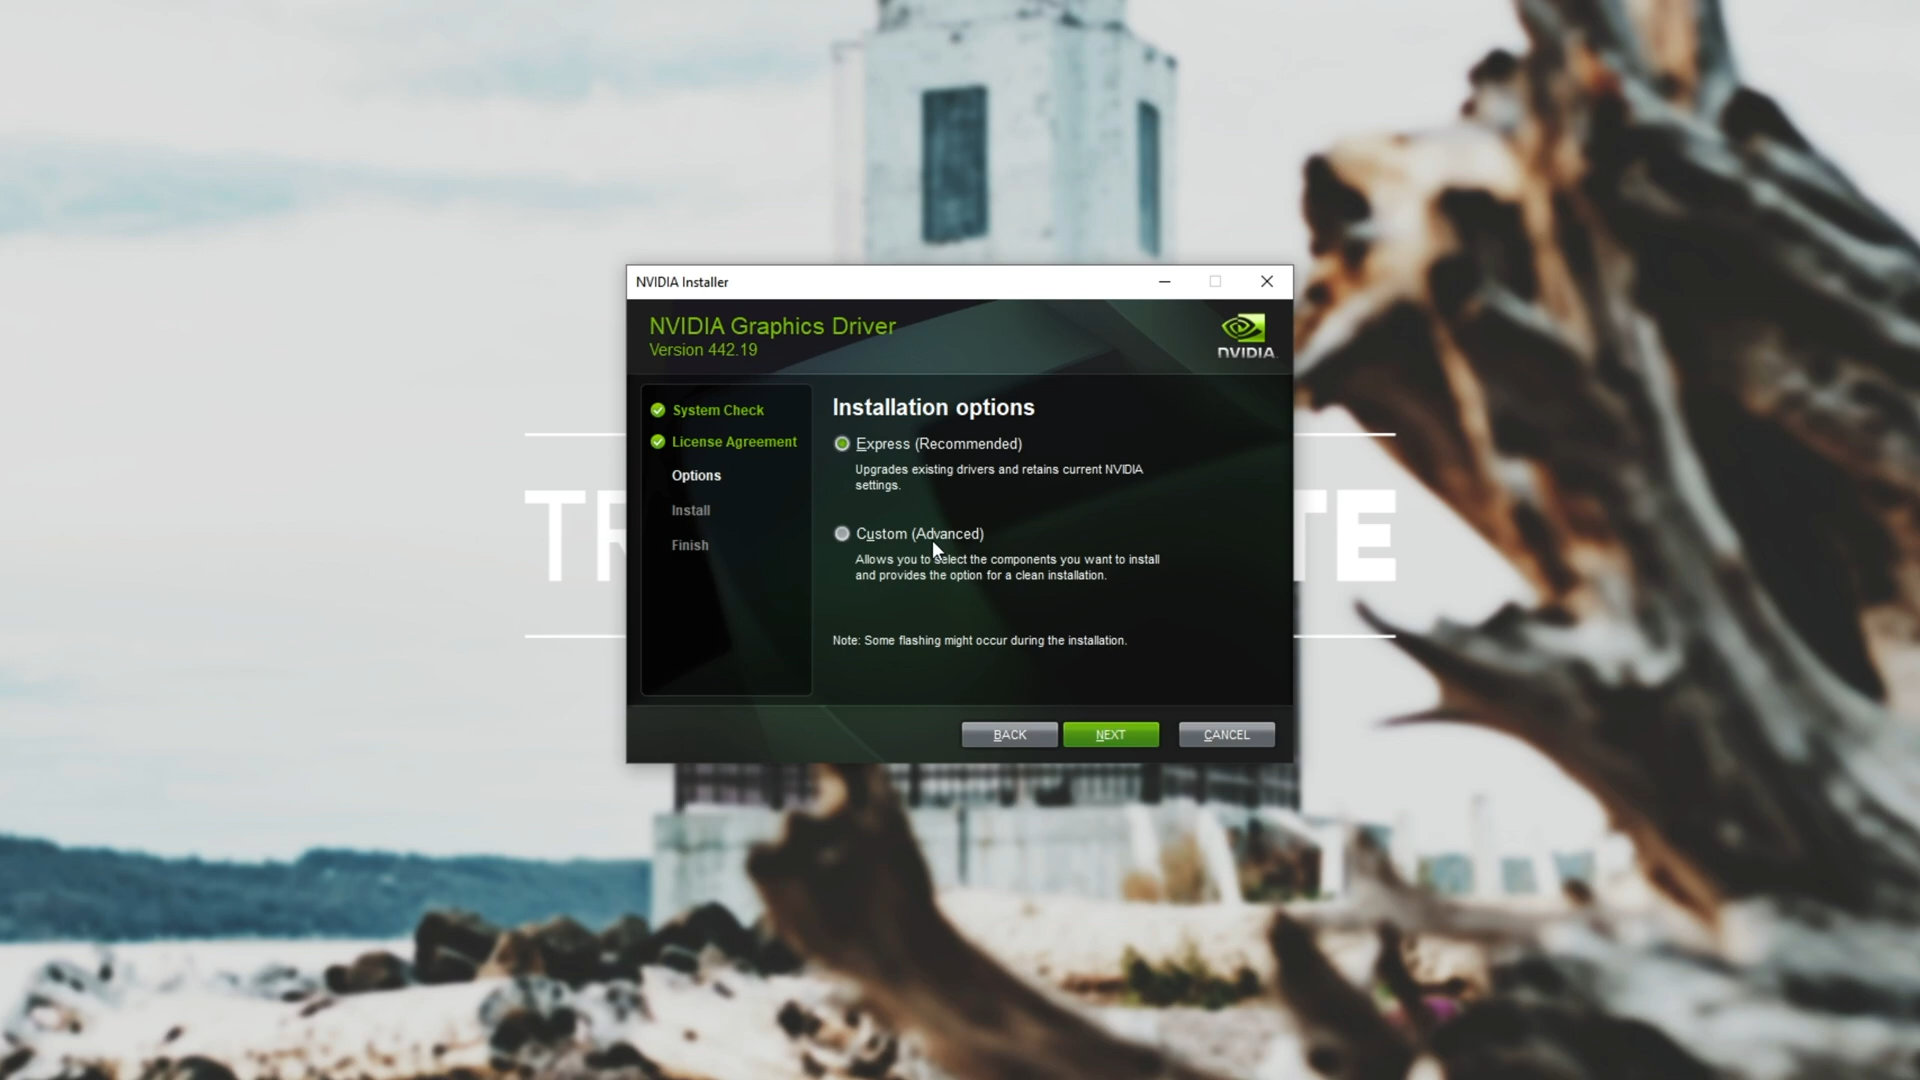 NVIDIA Installer
NVIDIA Graphics Driver
Version 442.19
NVIDIA
System Check
License Agreement
Options
Install
Finish
Installation options
Express (Recommended)
Upgrades existing drivers and retains current NVIDIA
settings.
Custom (Advanced)
Allows you to select the components you want to install
and provides the option for a clean installation.
Note: Some flashing might occur during the installation.
BACK
NEXT
CANCEL
TE